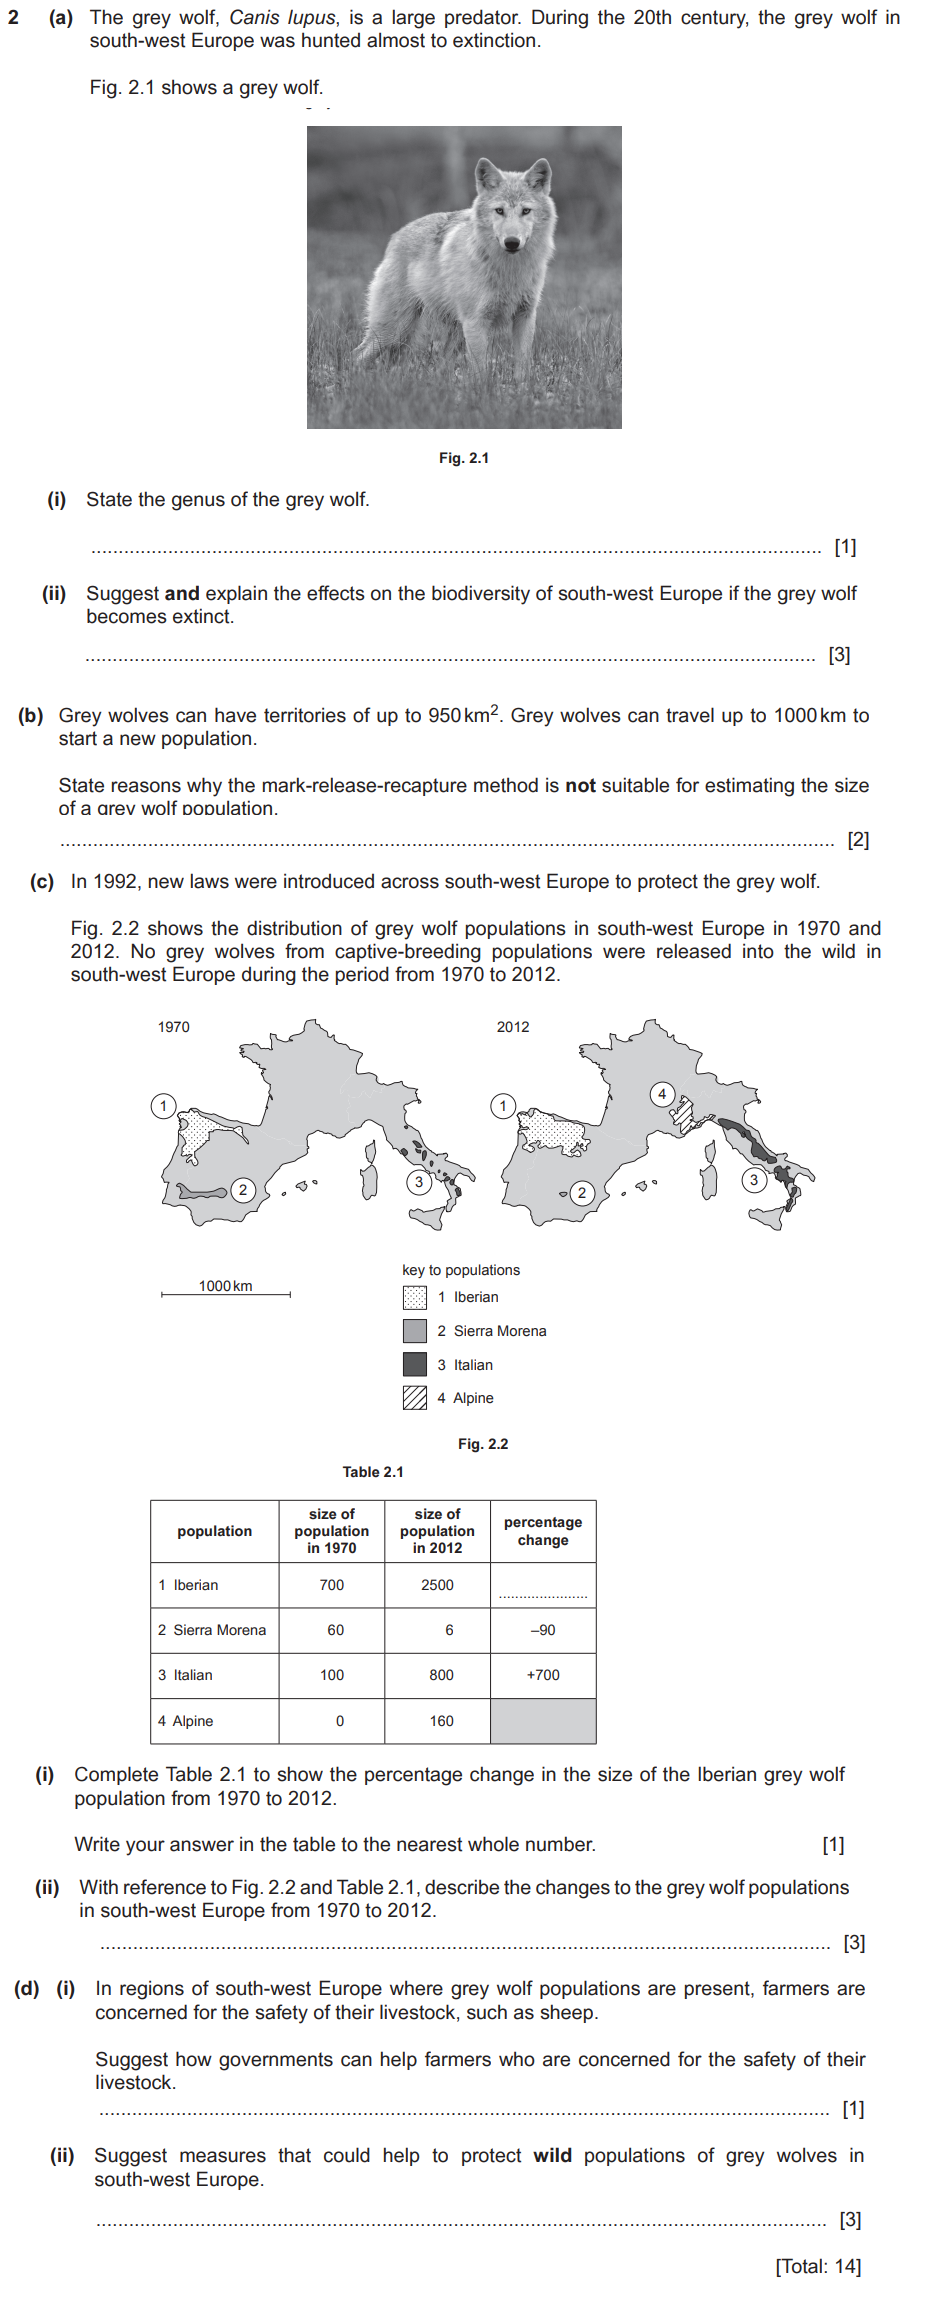 2 (a) The grey wolf, Canis lupus, is a large predator. During the 20th century, the grey wolf in
south-west Europe was hunted almost to extinction.
Fig. 2.1 shows a grey wolf.
Fig. 2.1
(i) State the genus of the grey wolf.
[1]
(ii) Suggest and explain the effects on the biodiversity of south-west Europe if the grey wolf
becomes extinct.
[3]
(b) Grey wolves can have territories of up to 950 km². Grey wolves can travel up to 1000 km to
start a new population.
State reasons why the mark-release-recapture method is not suitable for estimating the size
of a grey wolf population.
[2]
(c) In 1992, new laws were introduced across south-west Europe to protect the grey wolf.
Fig. 2.2 shows the distribution of grey wolf populations in south-west Europe in 1970 and
2012. No grey wolves from captive-breeding populations were released into the wild in
south-west Europe during the period from 1970 to 2012.
1970
1
2
3
2012
4
1
2
3
1000 km
key to populations
1 Iberian
2 Sierra Morena
3 Italian
4 Alpine
Fig. 2.2
Table 2.1
population
size of
population
in 1970
size of
population
in 2012
percentage
change
1 Iberian 700 2500
2 Sierra Morena 60 6 –90
3 Italian 100 800 +700
4 Alpine 0 160
(i) Complete Table 2.1 to show the percentage change in the size of the Iberian grey wolf
population from 1970 to 2012.
Write your answer in the table to the nearest whole number. [1]
(ii) With reference to Fig. 2.2 and Table 2.1, describe the changes to the grey wolf populations
in south-west Europe from 1970 to 2012.
[3]
(d) (i) In regions of south-west Europe where grey wolf populations are present, farmers are
concerned for the safety of their livestock, such as sheep.
Suggest how governments can help farmers who are concerned for the safety of their
livestock.
[1]
(ii) Suggest measures that could help to protect wild populations of grey wolves in
south-west Europe.
[3]
[Total: 14]